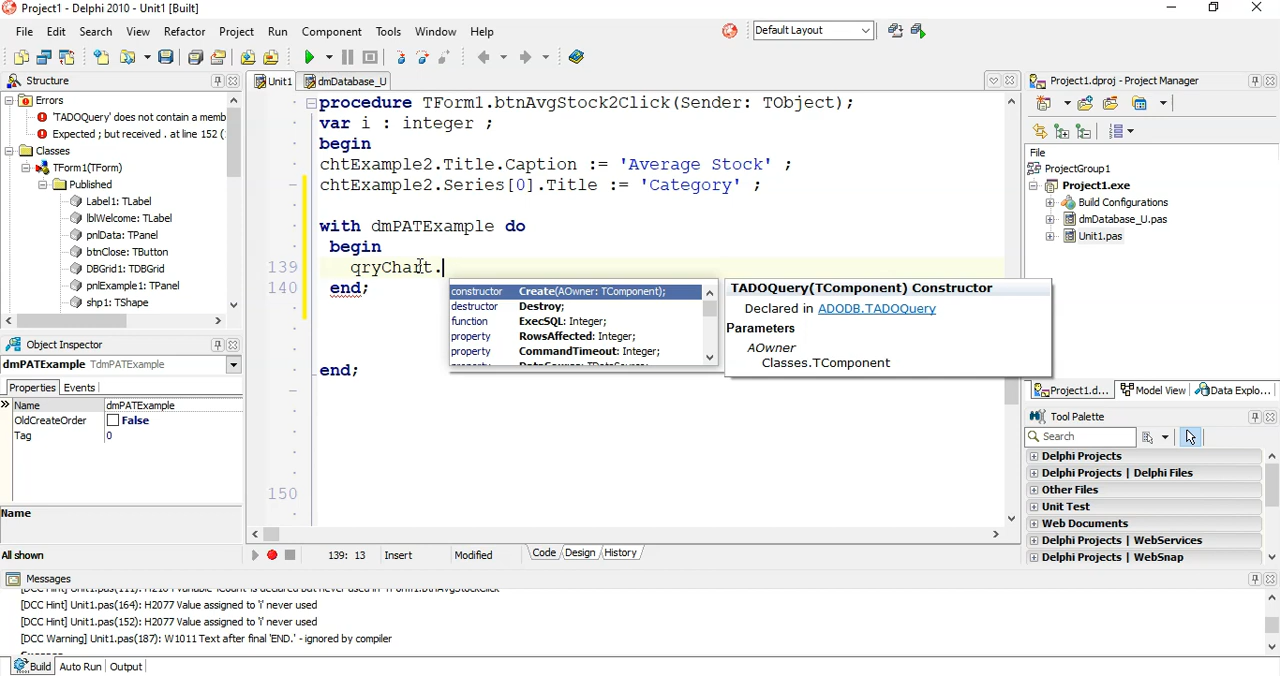 Project1 - Delphi 2010 - Unit1 [Built]
File Edit Search View Refactor Project Run Component Tools Window Help
Default Layout
Structure
Errors
'TADOQuery' does not contain a memb
Expected ; but received . at line 152 (
Classes
TForm1(TForm)
Published
Label1: TLabel
lblWelcome: TLabel
pnlData: TPanel
btnClose: TButton
DBGrid1: TDBGrid
pnlExample1: TPanel
shp1: TShape
Object Inspector
dmPATExample TdmPATExample
Properties Events
Name dmPATExample
OldCreateOrder False
Tag 0
Name
All shown
Unit1 dmDatabase_U
procedure TForm1.btnAvgStock2Click(Sender: TObject);
var i : integer ;
begin
chtExample2.Title.Caption := 'Average Stock' ;
chtExample2.Series[0].Title := 'Category' ;
with dmPATExample do
begin
139 qryChart.
140 end;
end;
150
constructor Create(AOwner: TComponent);
destructor Destroy;
function ExecSQL: Integer;
property RowsAffected: Integer;
property CommandTimeout: Integer;
property DataSource: TDataSource;
TADOQuery(TComponent) Constructor
Declared in ADODB.TADOQuery
Parameters
AOwner
Classes.TComponent
139: 13 Insert Modified Code Design History
Project1.dproj - Project Manager
File
ProjectGroup1
Project1.exe
Build Configurations
dmDatabase_U.pas
Unit1.pas
Project1.d... Model View Data Explo...
Tool Palette
Search
Delphi Projects
Delphi Projects | Delphi Files
Other Files
Unit Test
Web Documents
Delphi Projects | WebServices
Delphi Projects | WebSnap
Messages
[DCC Hint] Unit1.pas(164): H2077 Value assigned to 'i' never used
[DCC Hint] Unit1.pas(152): H2077 Value assigned to 'i' never used
[DCC Warning] Unit1.pas(187): W1011 Text after final 'END.' - ignored by compiler
Build Auto Run Output